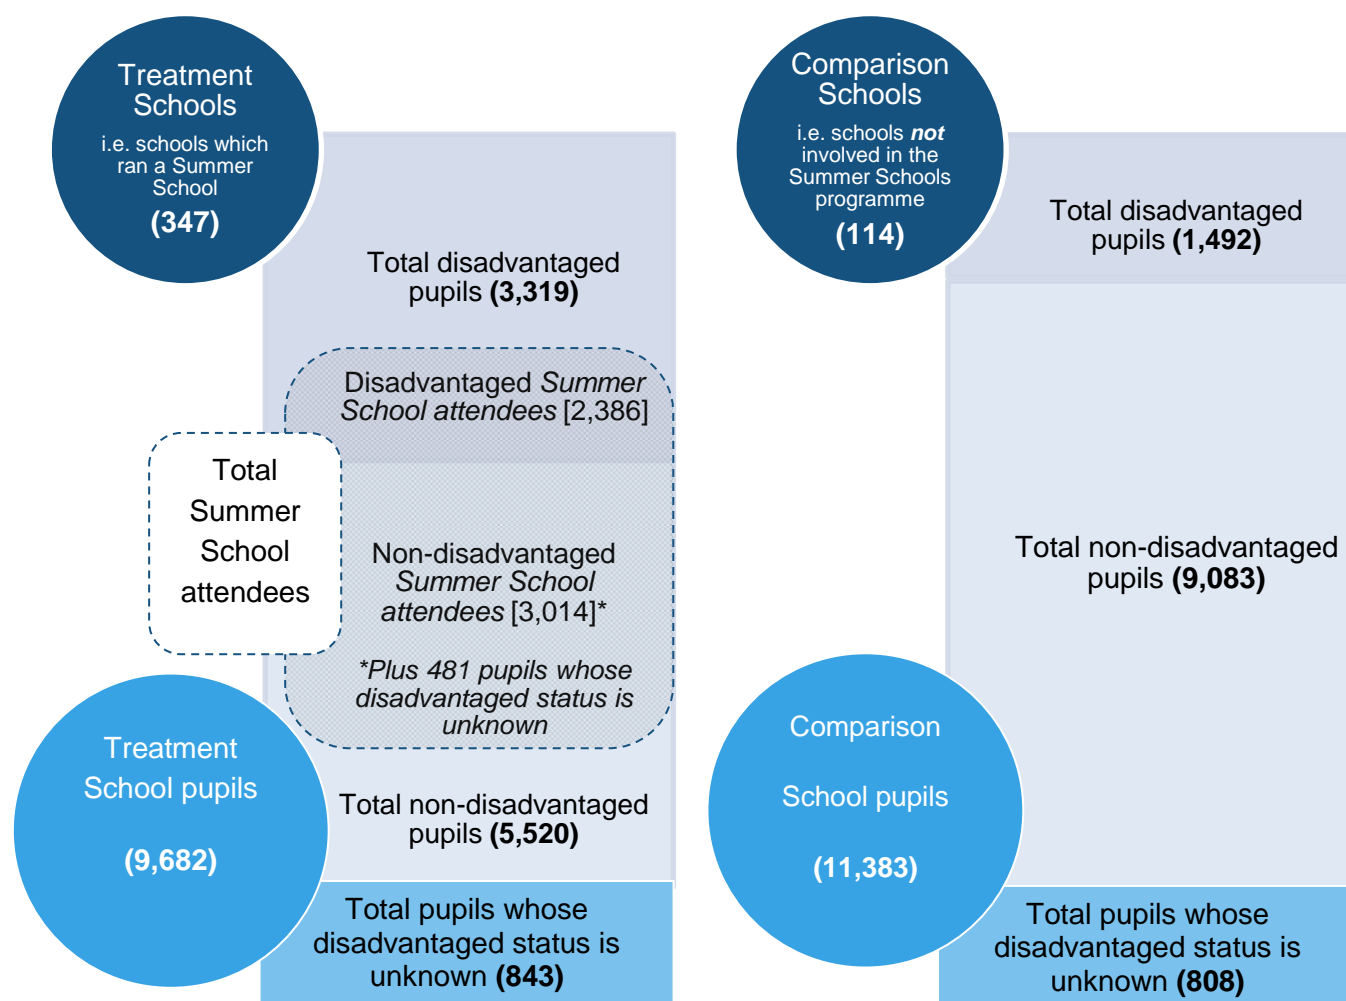 Treatment
Schools
i.e. schools which
ran a Summer
School
(347)
Total disadvantaged
pupils (3,319)
Disadvantaged Summer
School attendees [2,386]
Total
Summer
School
attendees
Non-disadvantaged
Summer School
attendees [3,014]*
*Plus 481 pupils whose
disadvantaged status is
unknown
Treatment
School pupils
(9,682)
Total non-disadvantaged
pupils (5,520)
Total pupils whose
disadvantaged status is
unknown (843)
Comparison
Schools
i.e. schools not
involved in the
Summer Schools
programme
(114)
Total disadvantaged
pupils (1,492)
Total non-disadvantaged
pupils (9,083)
Comparison
School pupils
(11,383)
Total pupils whose
disadvantaged status is
unknown (808)